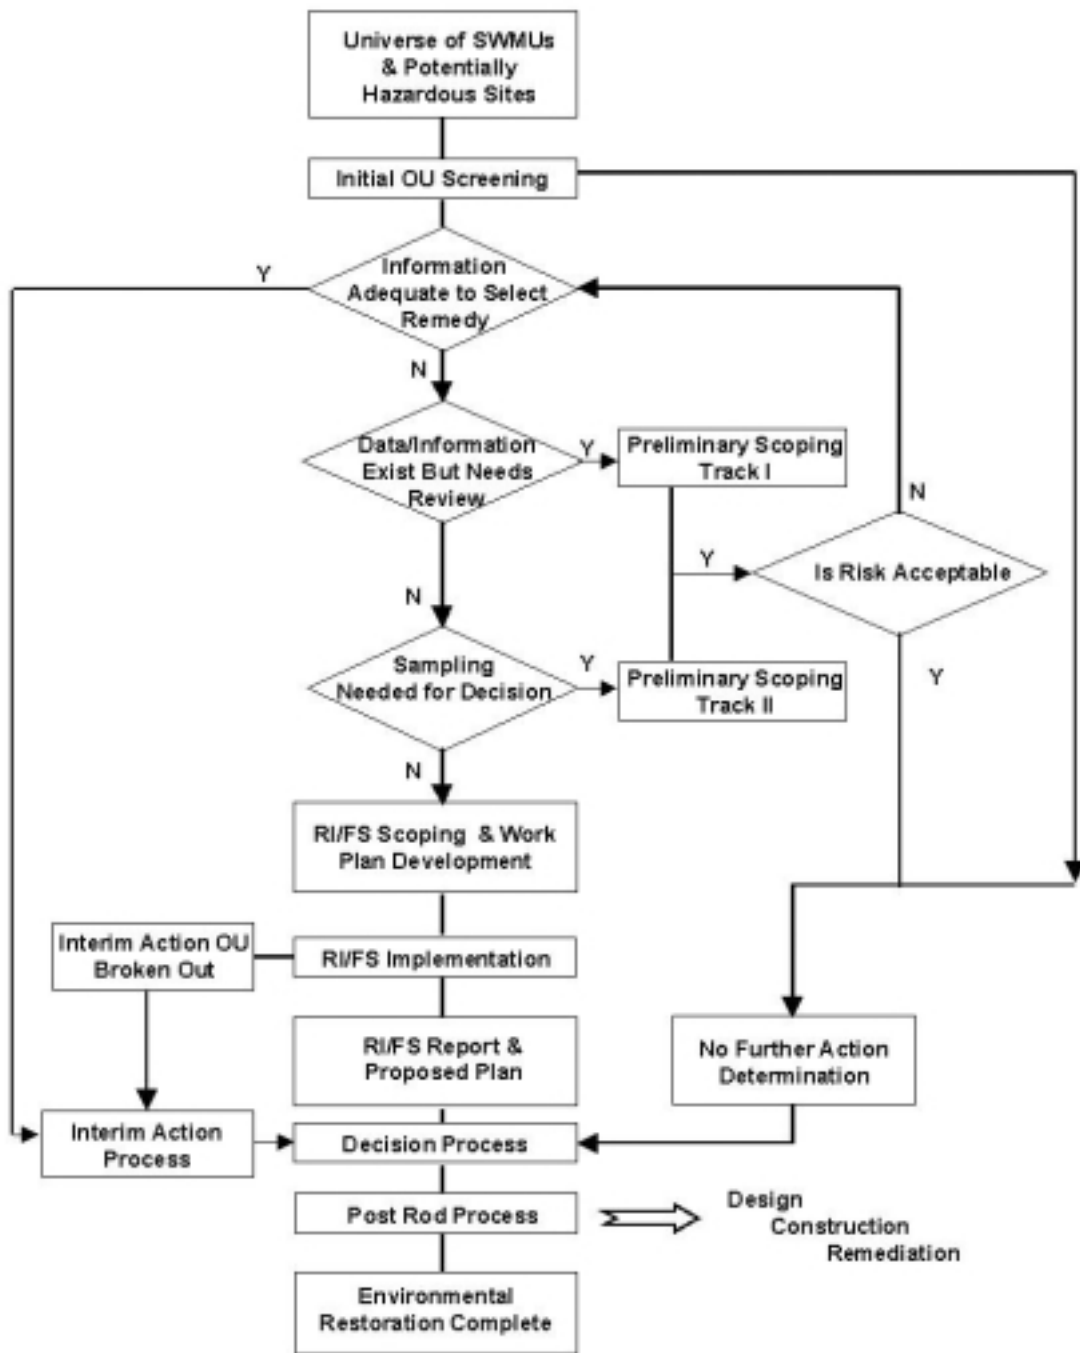 Universe of SWMUs
& Potentially
Hazardous Sites
Initial OU Screening
Y
Information
Adequate to Select
Remedy
N
Data/Information
Exist But Needs
Review
Y
Preliminary Scoping
Track I
N
Y
Is Risk Acceptable
N
Sampling
Needed for Decision
Y
Preliminary Scoping
Track II
Y
N
RI/FS Scoping & Work
Plan Development
Interim Action OU
Broken Out
RI/FS Implementation
RI/FS Report &
Proposed Plan
No Further Action
Determination
Interim Action
Process
Decision Process
Post Rod Process
Design
Construction
Remediation
Environmental
Restoration Complete